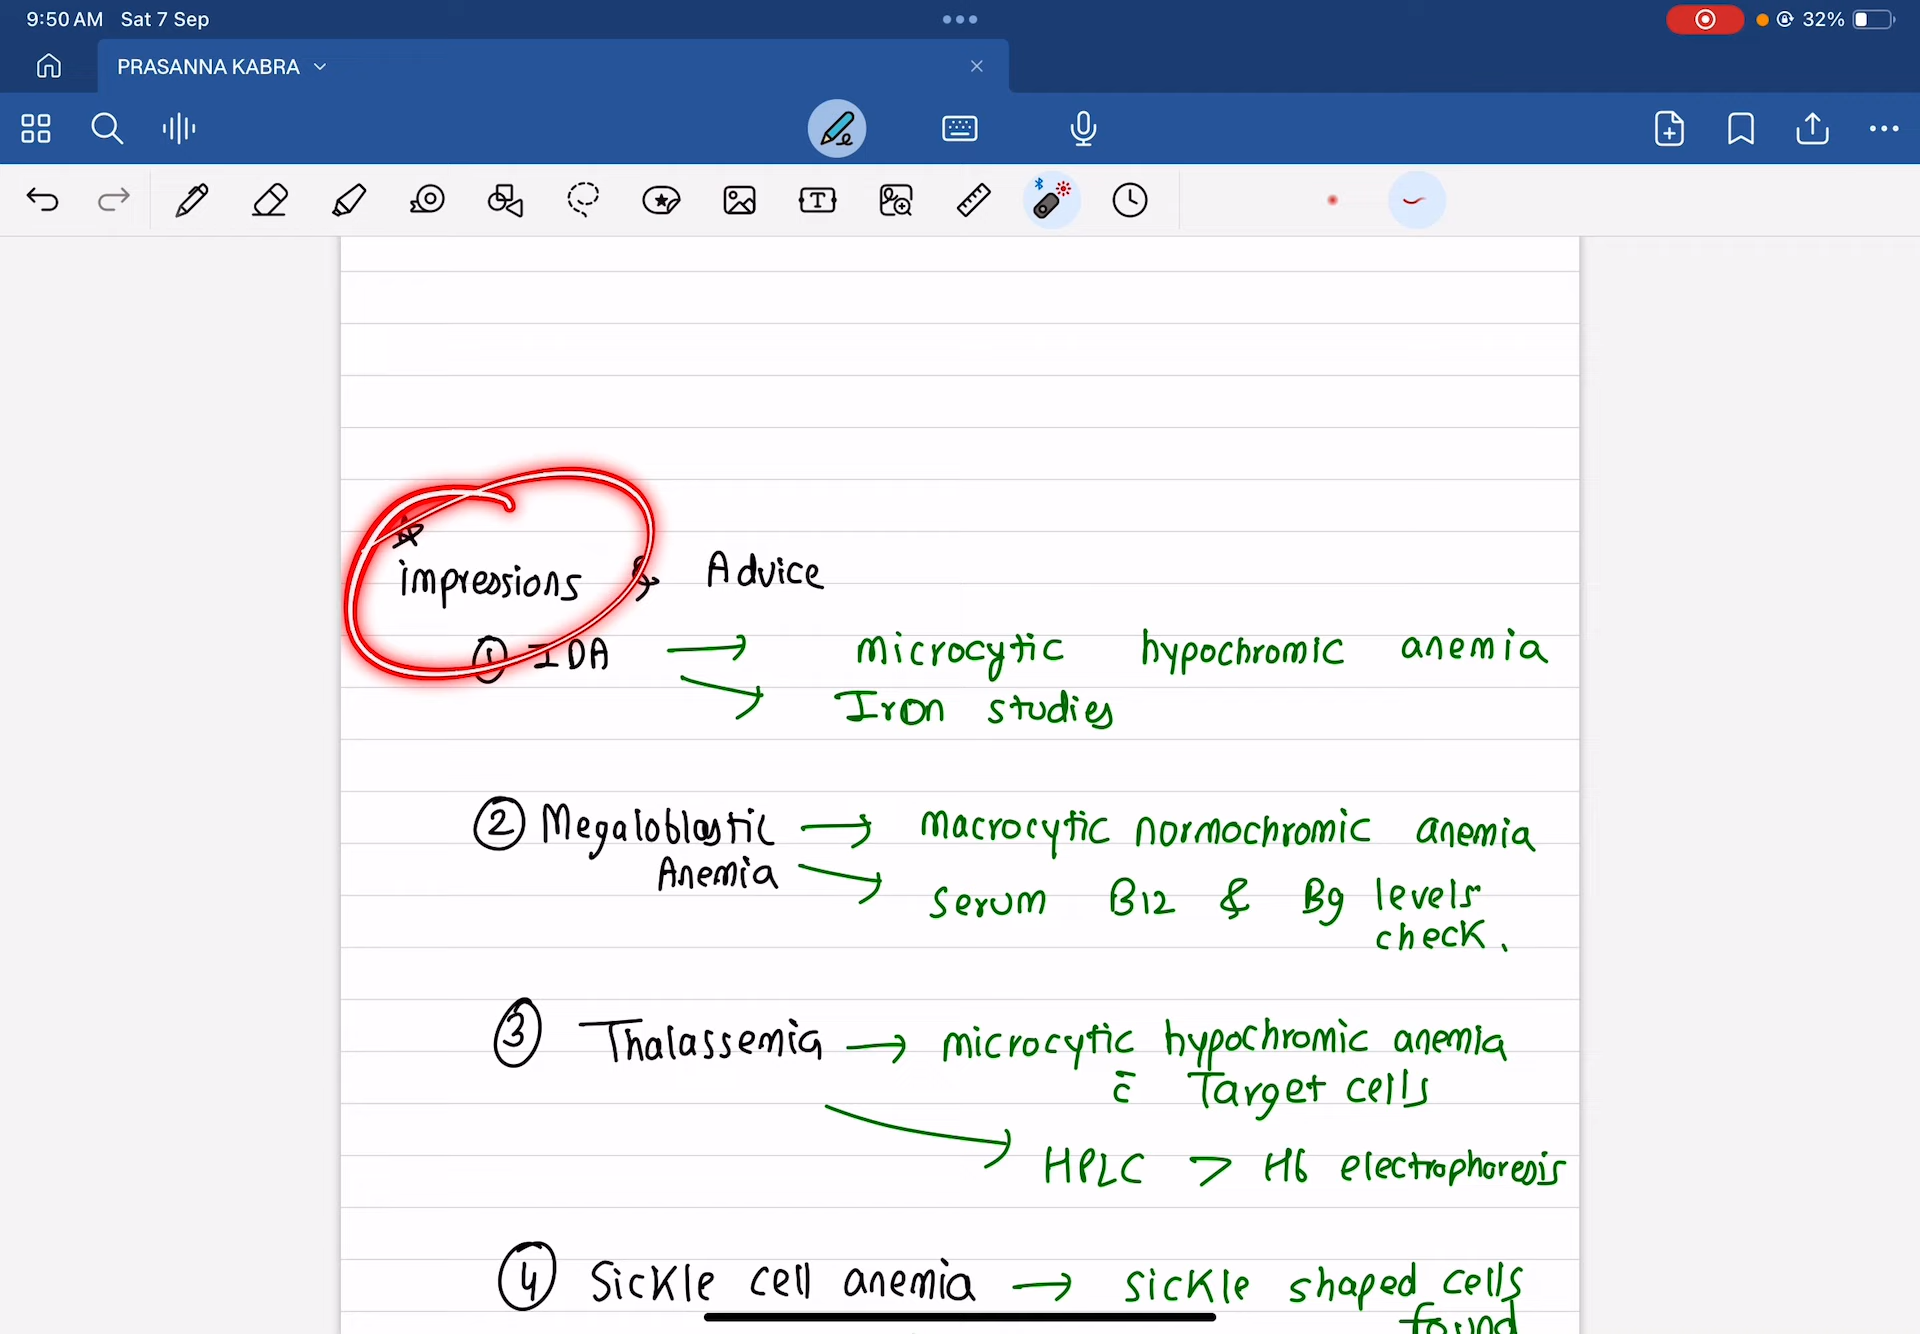 9:50 AM Sat 7 Sep
32%
PRASANNA KABRA
impressions & Advice
① IDA → microcytic hypochromic anemia
→ Iron studies
② Megaloblastic → macrocytic normochromic anemia
Anemia → serum B12 & B9 levels
check.
③ Thalassemia → microcytic hypochromic anemia
c̄ Target cells
→ HPLC > Hb electrophoresis
④ Sickle cell anemia → sickle shaped cells
found